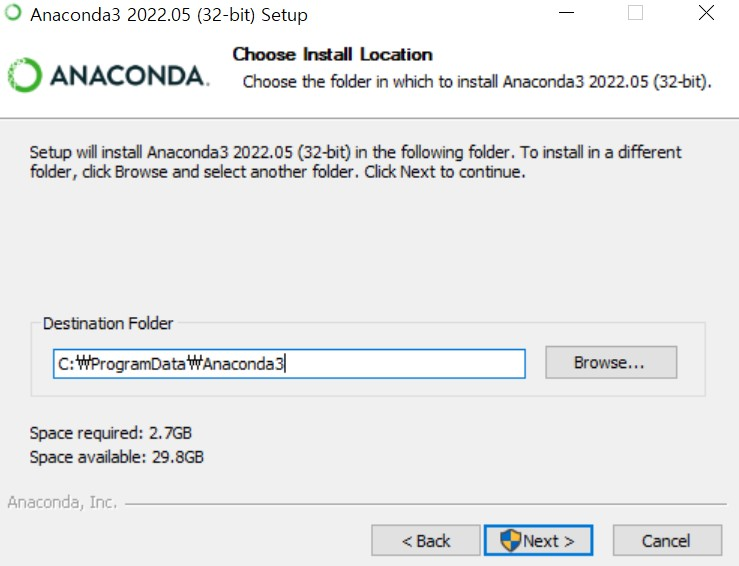 Anaconda3 2022.05 (32-bit) Setup
ANACONDA.
Choose Install Location
Choose the folder in which to install Anaconda3 2022.05 (32-bit).
Setup will install Anaconda3 2022.05 (32-bit) in the following folder. To install in a different
folder, click Browse and select another folder. Click Next to continue.
Destination Folder
C:₩ProgramData₩Anaconda3
Browse...
Space required: 2.7GB
Space available: 29.8GB
Anaconda, Inc.
< Back
Next >
Cancel